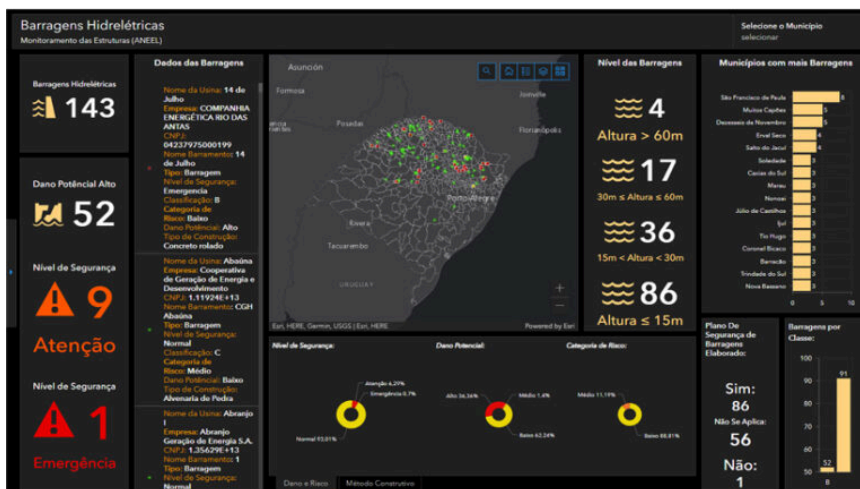 Barragens Hidrelétricas
Monitoramento das Estruturas (ANEEL)
Selecione o Município
selecionar
Barragens Hidrelétricas
143
Dano Potêncial Alto
52
Nível de Segurança
9
Atenção
Nível de Segurança
1
Emergência
Dados das Barragens
Nome da Usina: 14 de
Julho
Empresa: COMPANHIA
ENERGÉTICA RIO DAS
ANTAS
CNPJ:
04237975000199
Nome Barramento: 14
de Julho
Tipo: Barragem
Nível de Segurança:
Emergencia
Classificação: B
Categoria de
Risco: Baixo
Dano Potêncial: Alto
Tipo de Construção:
Concreto rolado
Nome da Usina: Abaúna
Empresa: Cooperativa
de Geração de Energia e
Desenvolvimento
CNPJ: 1.11924E+13
Nome Barramento: CGH
Abaúna
Tipo: Barragem
Nível de Segurança:
Normal
Classificação: C
Categoria de
Risco: Médio
Dano Potêncial: Baixo
Tipo de Construção:
Alvenaria de Pedra
Nome da Usina: Abranjo
I
Empresa: Abranjo
Geração de Energia S.A.
CNPJ: 1.35629E+13
Nome Barramento: 1
Tipo: Barragem
Nível de Segurança:
Normal
Asunción
Formosa
Posadas
Joinville
Florianópolis
Porto Alegre
Rivera
Tacuarembo
URUGUAY
+
−
Esri, HERE, Garmin, USGS | Esri, HERE
Powered by Esri
Nível de Segurança:
Atenção 6,29%
Emergência 0,7%
Normal 93,01%
Dano Potencial:
Alto 36,36%
Médio 1,4%
Baixo 62,24%
Categoria de Risco:
Médio 11,19%
Baixo 88,81%
Dano e Risco
Método Construtivo
Nível das Barragens
4
Altura > 60m
17
30m ≤ Altura ≤ 60m
36
15m < Altura < 30m
86
Altura ≤ 15m
Municípios com mais Barragens
São Francisco de Paula 8
Muitos Capões 5
Dezesseis de Novembro 5
Erval Seco 4
Salto do Jacuí 4
Soledade 3
Caxias do Sul 3
Marau 3
Nonoai 3
Júlio de Castilhos 3
Ijuí 3
Tio Hugo 3
Coronel Bicaco 3
Barracão 3
Trindade do Sul 3
Nova Bassano 3
0 5 10
Plano De
Segurança de
Barragens
Elaborado:
Sim:
86
Não Se Aplica:
56
Não:
1
Barragens por
Classe:
100
90
80
70
60
50
52
91
B